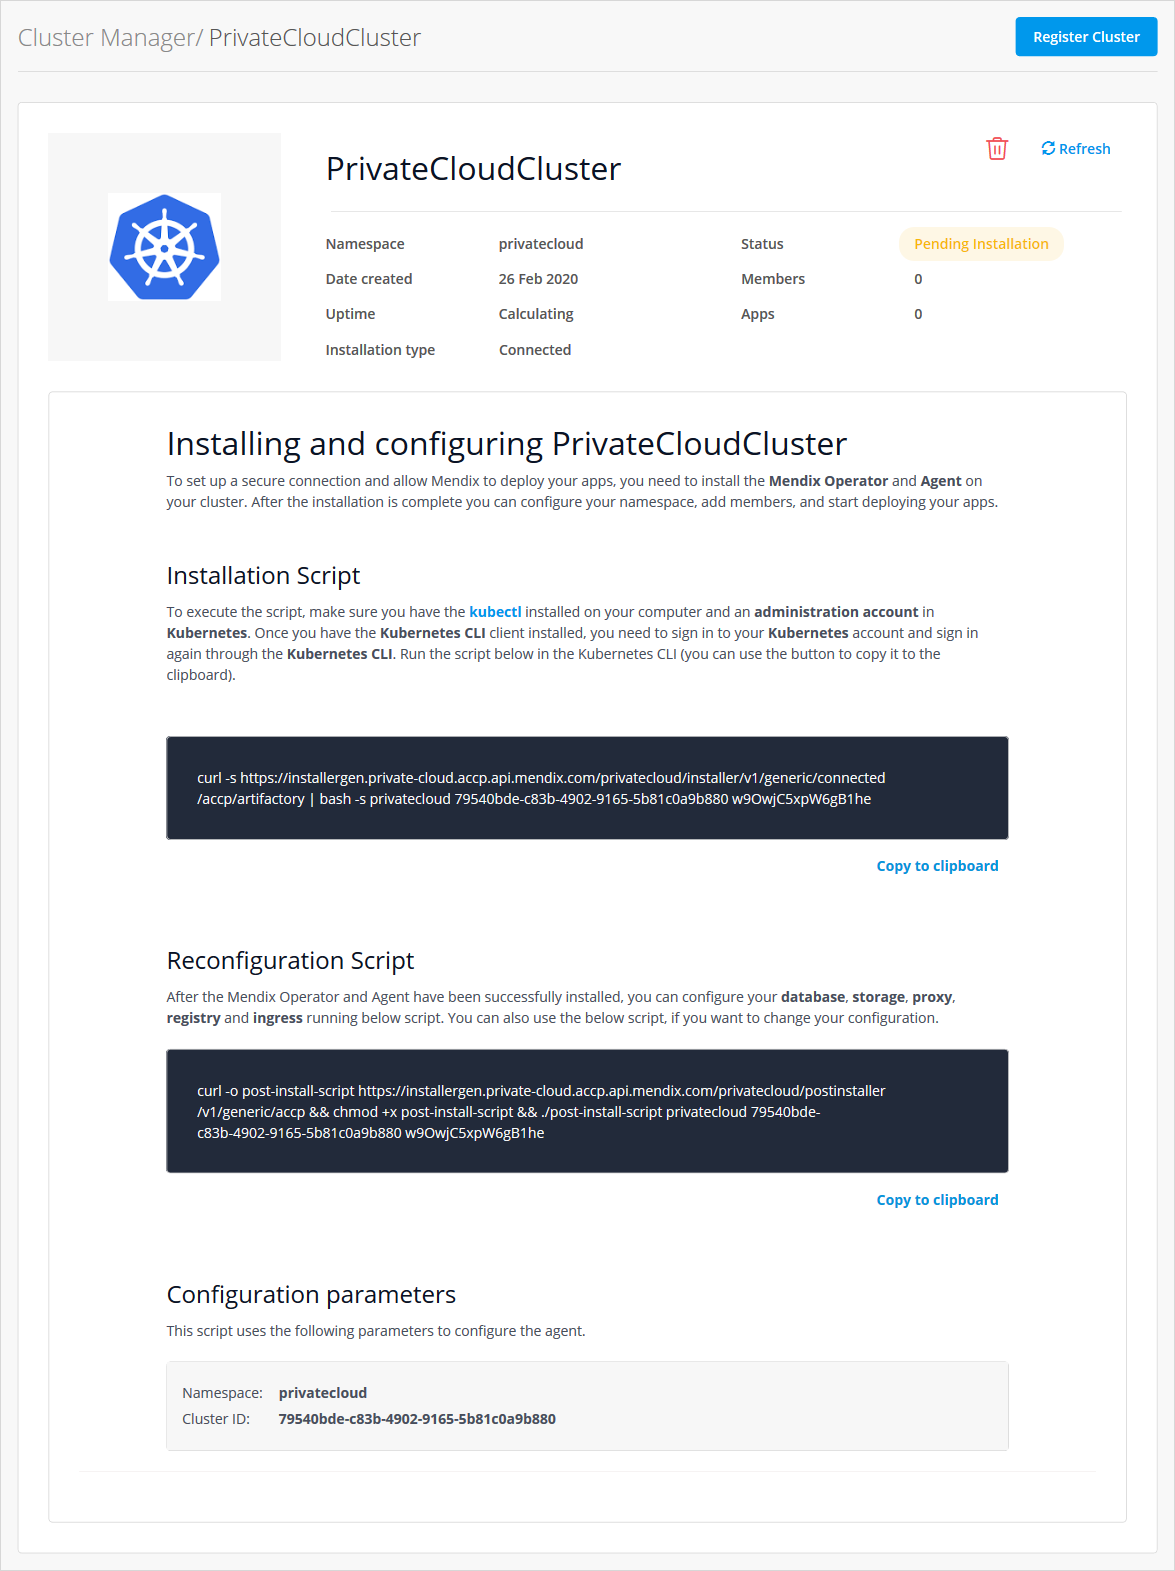 Cluster Manager/ PrivateCloudCluster
Register Cluster
PrivateCloudCluster
Refresh
Namespace privatecloud Status Pending Installation
Date created 26 Feb 2020 Members 0
Uptime Calculating Apps 0
Installation type Connected
Installing and configuring PrivateCloudCluster
To set up a secure connection and allow Mendix to deploy your apps, you need to install the Mendix Operator and Agent on
your cluster. After the installation is complete you can configure your namespace, add members, and start deploying your apps.
Installation Script
To execute the script, make sure you have the kubectl installed on your computer and an administration account in
Kubernetes. Once you have the Kubernetes CLI client installed, you need to sign in to your Kubernetes account and sign in
again through the Kubernetes CLI. Run the script below in the Kubernetes CLI (you can use the button to copy it to the
clipboard).
curl -s https://installergen.private-cloud.accp.api.mendix.com/privatecloud/installer/v1/generic/connected
/accp/artifactory | bash -s privatecloud 79540bde-c83b-4902-9165-5b81c0a9b880 w9OwjC5xpW6gB1he
Copy to clipboard
Reconfiguration Script
After the Mendix Operator and Agent have been successfully installed, you can configure your database, storage, proxy,
registry and ingress running below script. You can also use the below script, if you want to change your configuration.
curl -o post-install-script https://installergen.private-cloud.accp.api.mendix.com/privatecloud/postinstaller
/v1/generic/accp && chmod +x post-install-script && ./post-install-script privatecloud 79540bde-
c83b-4902-9165-5b81c0a9b880 w9OwjC5xpW6gB1he
Copy to clipboard
Configuration parameters
This script uses the following parameters to configure the agent.
Namespace: privatecloud
Cluster ID: 79540bde-c83b-4902-9165-5b81c0a9b880